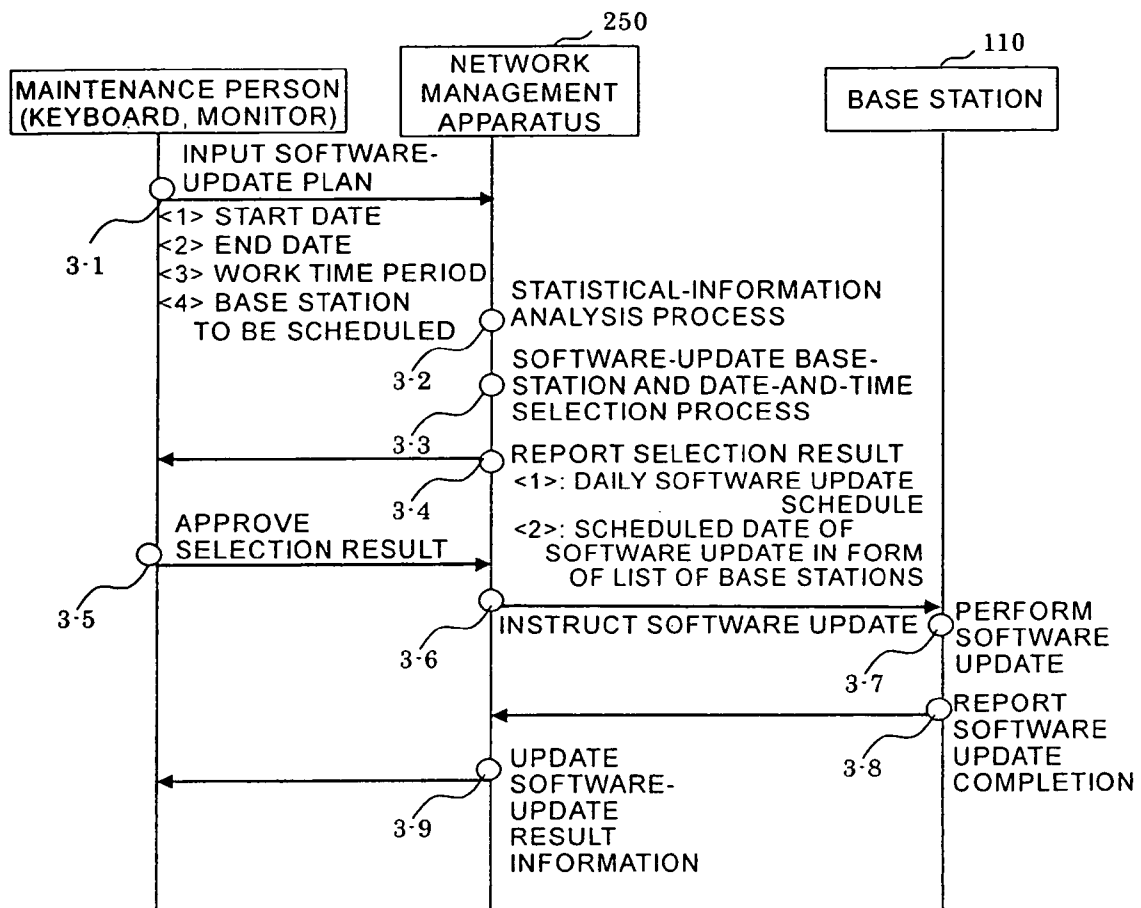 250
110
MAINTENANCE PERSON
(KEYBOARD, MONITOR)
NETWORK
MANAGEMENT
APPARATUS
BASE STATION
INPUT SOFTWARE-
UPDATE PLAN
3-1
<1> START DATE
<2> END DATE
<3> WORK TIME PERIOD
<4> BASE STATION
TO BE SCHEDULED
STATISTICAL-INFORMATION
ANALYSIS PROCESS
3-2
SOFTWARE-UPDATE BASE-
STATION AND DATE-AND-TIME
SELECTION PROCESS
3-3
REPORT SELECTION RESULT
<1>: DAILY SOFTWARE UPDATE
SCHEDULE
<2>: SCHEDULED DATE OF
SOFTWARE UPDATE IN FORM
OF LIST OF BASE STATIONS
3-4
APPROVE
SELECTION RESULT
3-5
INSTRUCT SOFTWARE UPDATE
3-6
PERFORM
SOFTWARE
UPDATE
3-7
REPORT
SOFTWARE
UPDATE
COMPLETION
3-8
UPDATE
SOFTWARE-
UPDATE
RESULT
INFORMATION
3-9